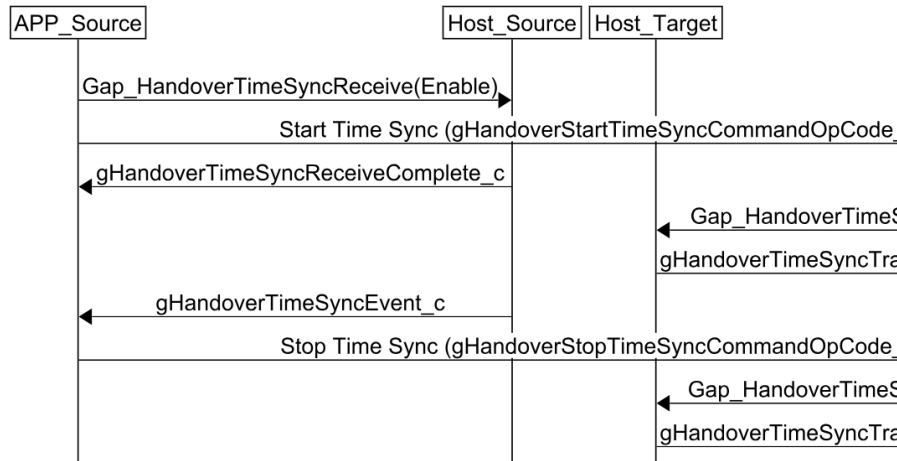 APP_Source
Host_Source
Host_Target
Gap_HandoverTimeSyncReceive(Enable)
Start Time Sync (gHandoverStartTimeSyncCommandOpCode_
gHandoverTimeSyncReceiveComplete_c
Gap_HandoverTimeS
gHandoverTimeSyncTra
gHandoverTimeSyncEvent_c
Stop Time Sync (gHandoverStopTimeSyncCommandOpCode_
Gap_HandoverTimeS
gHandoverTimeSyncTra